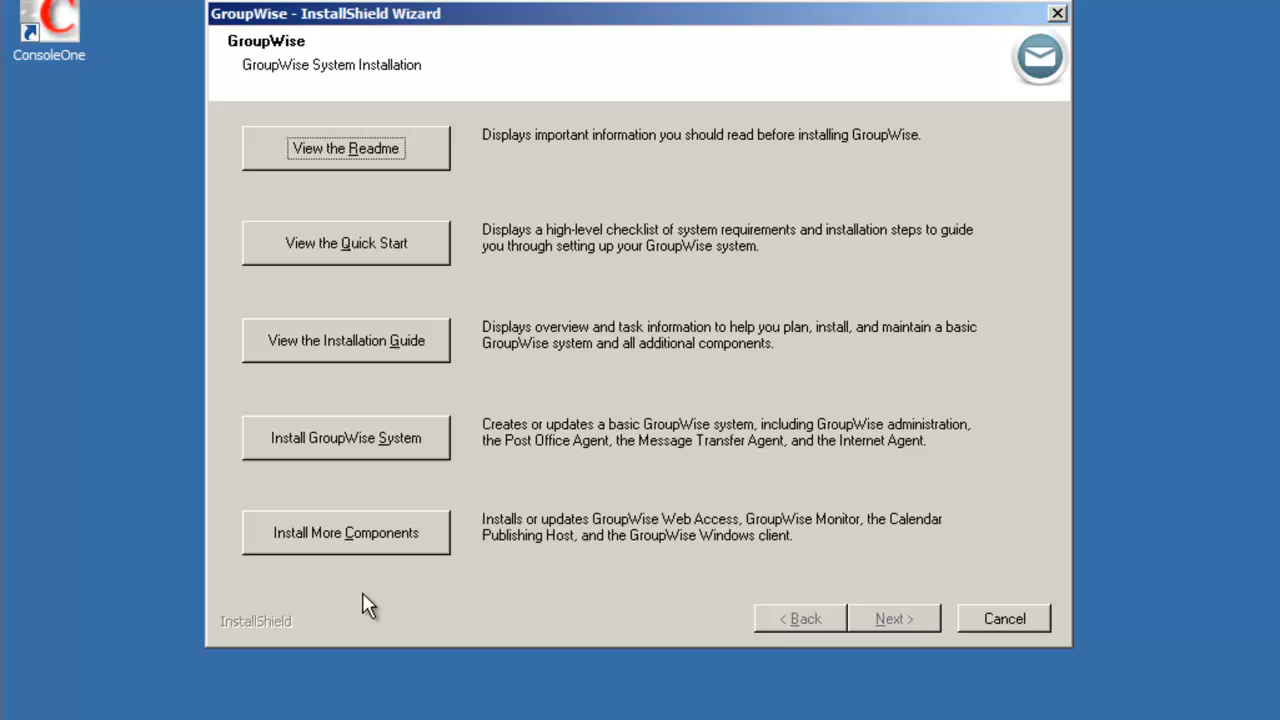 GroupWise - InstallShield Wizard
ConsoleOne
GroupWise
GroupWise System Installation
View the Readme
Displays important information you should read before installing GroupWise.
View the Quick Start
Displays a high-level checklist of system requirements and installation steps to guide
you through setting up your GroupWise system.
View the Installation Guide
Displays overview and task information to help you plan, install, and maintain a basic
GroupWise system and all additional components.
Install GroupWise System
Creates or updates a basic GroupWise system, including GroupWise administration,
the Post Office Agent, the Message Transfer Agent, and the Internet Agent.
Install More Components
Installs or updates GroupWise Web Access, GroupWise Monitor, the Calendar
Publishing Host, and the GroupWise Windows client.
InstallShield
< Back
Next >
Cancel